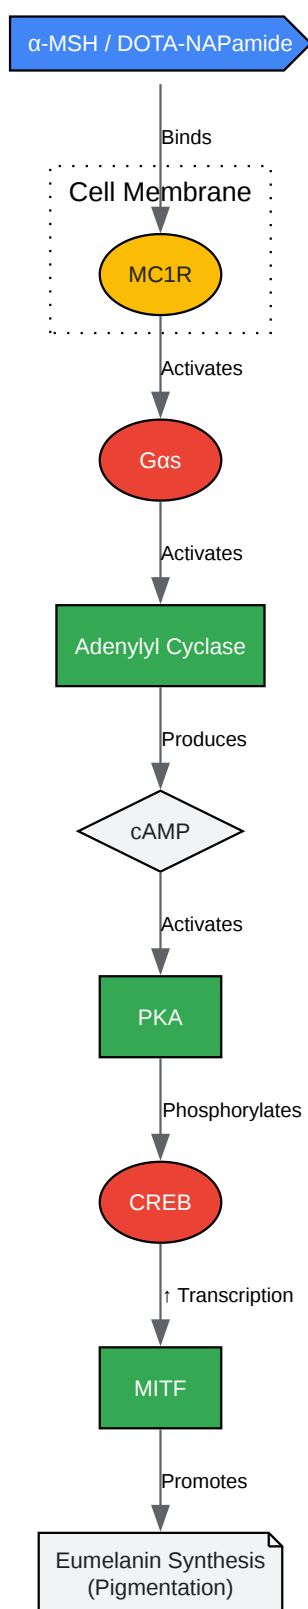 α-MSH / DOTA-NAPamide
Binds
Cell Membrane
MC1R
Activates
Gαs
Activates
Adenylyl Cyclase
Produces
cAMP
Activates
PKA
Phosphorylates
CREB
↑ Transcription
MITF
Promotes
Eumelanin Synthesis
(Pigmentation)